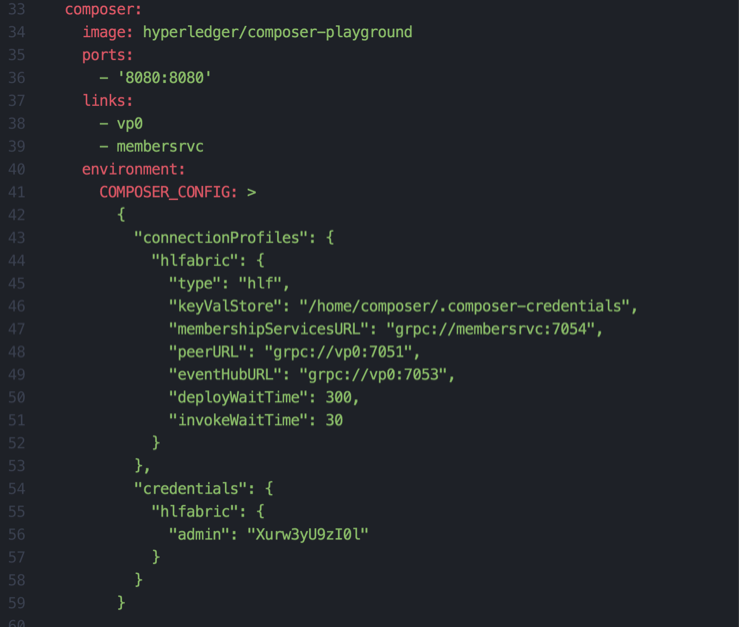 33 composer:
34 image: hyperledger/composer-playground
35 ports:
36 - '8080:8080'
37 links:
38 - vp0
39 - membersrvc
40 environment:
41 COMPOSER_CONFIG: >
42 {
43 "connectionProfiles": {
44 "hlfabric": {
45 "type": "hlf",
46 "keyValStore": "/home/composer/.composer-credentials",
47 "membershipServicesURL": "grpc://membersrvc:7054",
48 "peerURL": "grpc://vp0:7051",
49 "eventHubURL": "grpc://vp0:7053",
50 "deployWaitTime": 300,
51 "invokeWaitTime": 30
52 }
53 },
54 "credentials": {
55 "hlfabric": {
56 "admin": "Xurw3yU9zI0l"
57 }
58 }
59 }
60